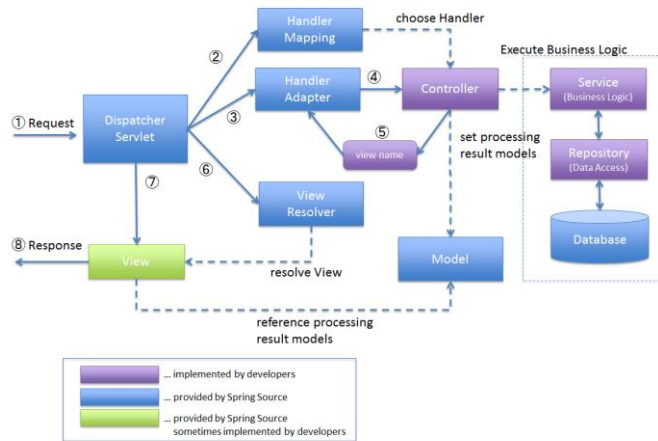 Handler
Mapping
choose Handler
②
Execute Business Logic
③
Handler
Adapter
④
Controller
Service
(Business Logic)
① Request
Dispatcher
Servlet
⑤
view name
set processing
result models
Repository
(Data Access)
⑥
⑦
View
Resolver
Database
⑧ Response
View
resolve View
Model
reference processing
result models
... implemented by developers
... provided by Spring Source
... provided by Spring Source
sometimes implemented by developers